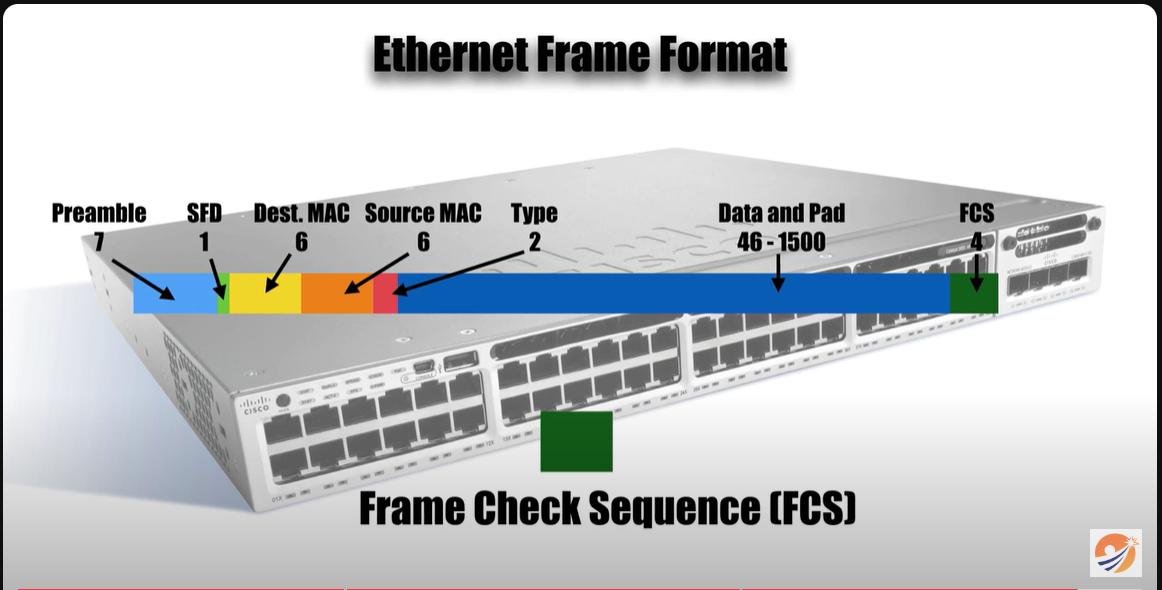 Ethernet Frame Format
Preamble SFD Dest. MAC Source MAC Type Data and Pad FCS
7 1 6 6 2 46 - 1500 4
CISCO
Frame Check Sequence (FCS)